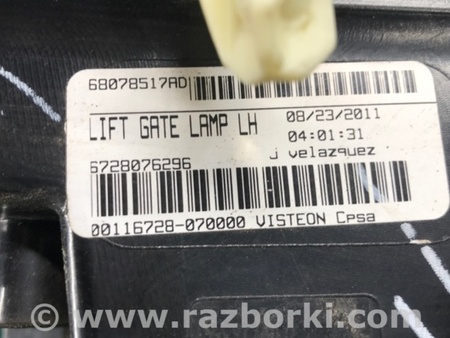 68078517AD
LIFT GATE LAMP LH 08/23/2011
04:01:31
6728076296 j velazquez
00116728-070000 VISTEON Cpsa
www.razborki.com